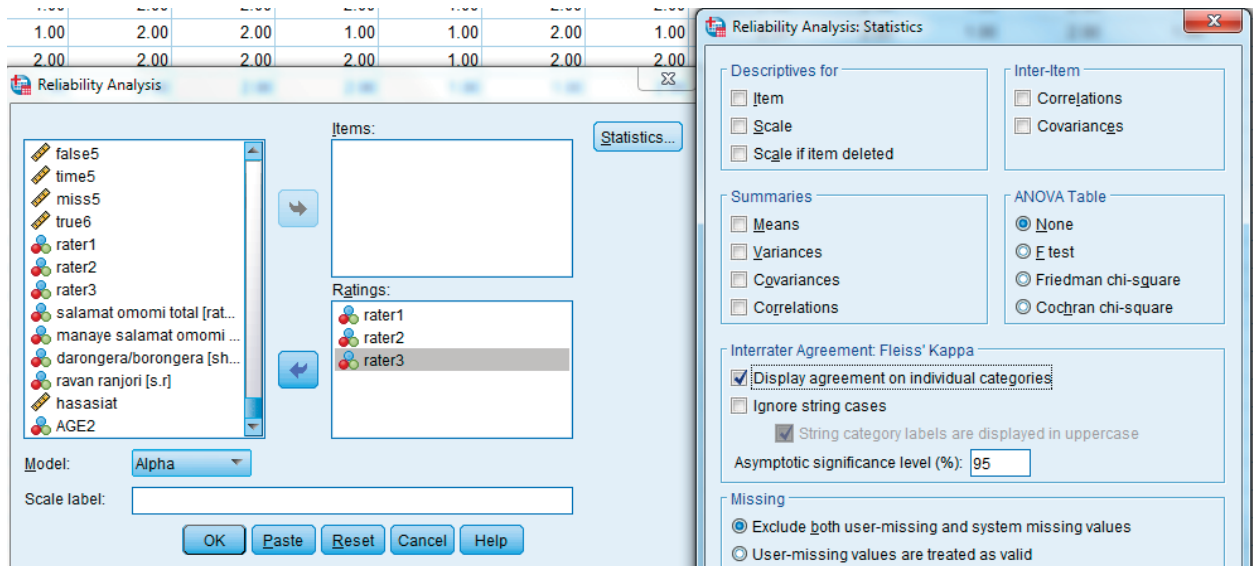 1.00 2.00 2.00 1.00 1.00 2.00 1.00
2.00 2.00 2.00 2.00 1.00 2.00 2.00
Reliability Analysis
false5
time5
miss5
true6
rater1
rater2
rater3
salamat omomi total [rat...
manaye salamat omomi ...
darongera/borongera [sh...
ravan ranjori [s.r]
hasasiat
AGE2
Items:
Statistics...
Ratings:
rater1
rater2
rater3
Model: Alpha
Scale label:
OK Paste Reset Cancel Help
Reliability Analysis: Statistics
Descriptives for
Item
Scale
Scale if item deleted
Inter-Item
Correlations
Covariances
Summaries
Means
Variances
Covariances
Correlations
ANOVA Table
None
F test
Friedman chi-square
Cochran chi-square
Interrater Agreement: Fleiss' Kappa
Display agreement on individual categories
Ignore string cases
String category labels are displayed in uppercase
Asymptotic significance level (%): 95
Missing
Exclude both user-missing and system missing values
User-missing values are treated as valid